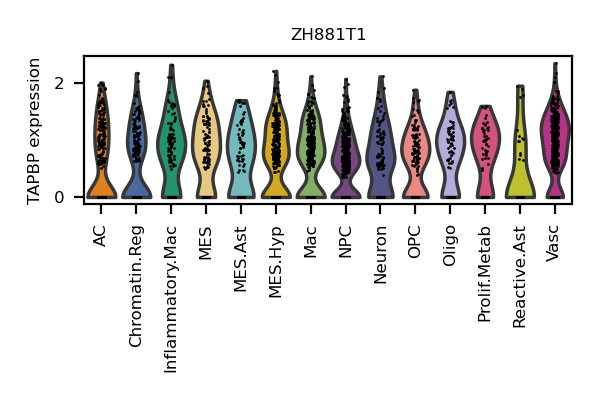 ZH881T1
TAPBP expression
2
0
AC
Chromatin.Reg
Inflammatory.Mac
MES
MES.Ast
MES.Hyp
Mac
NPC
Neuron
OPC
Oligo
Prolif.Metab
Reactive.Ast
Vasc